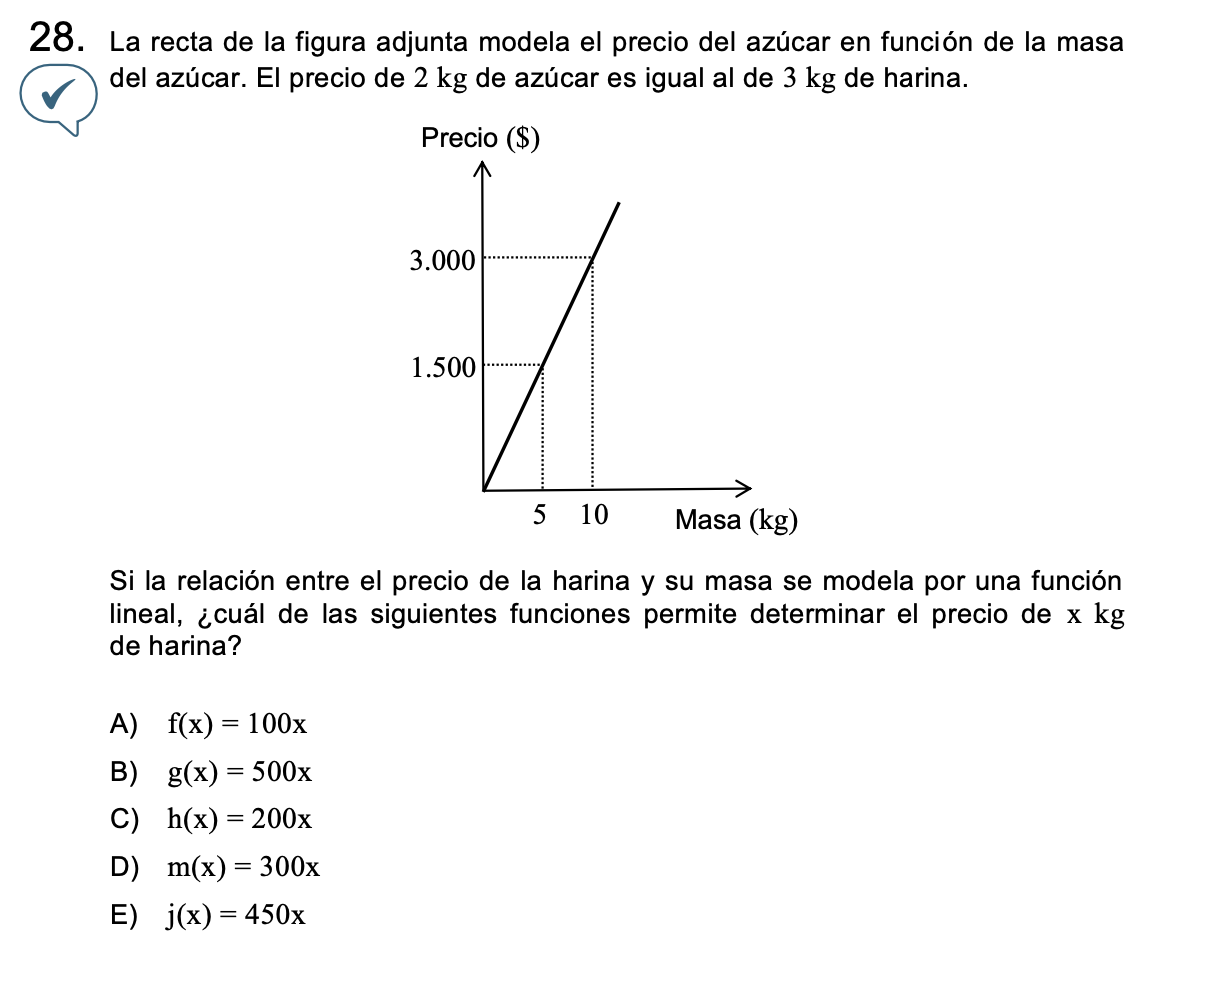 28. La recta de la figura adjunta modela el precio del azúcar en función de la masa
del azúcar. El precio de 2 kg de azúcar es igual al de 3 kg de harina.
Precio ($)
3.000
1.500
5 10
Masa (kg)
Si la relación entre el precio de la harina y su masa se modela por una función
lineal, ¿cuál de las siguientes funciones permite determinar el precio de x kg
de harina?
A) f(x) = 100x
B) g(x) = 500x
C) h(x) = 200x
D) m(x) = 300x
E) j(x) = 450x